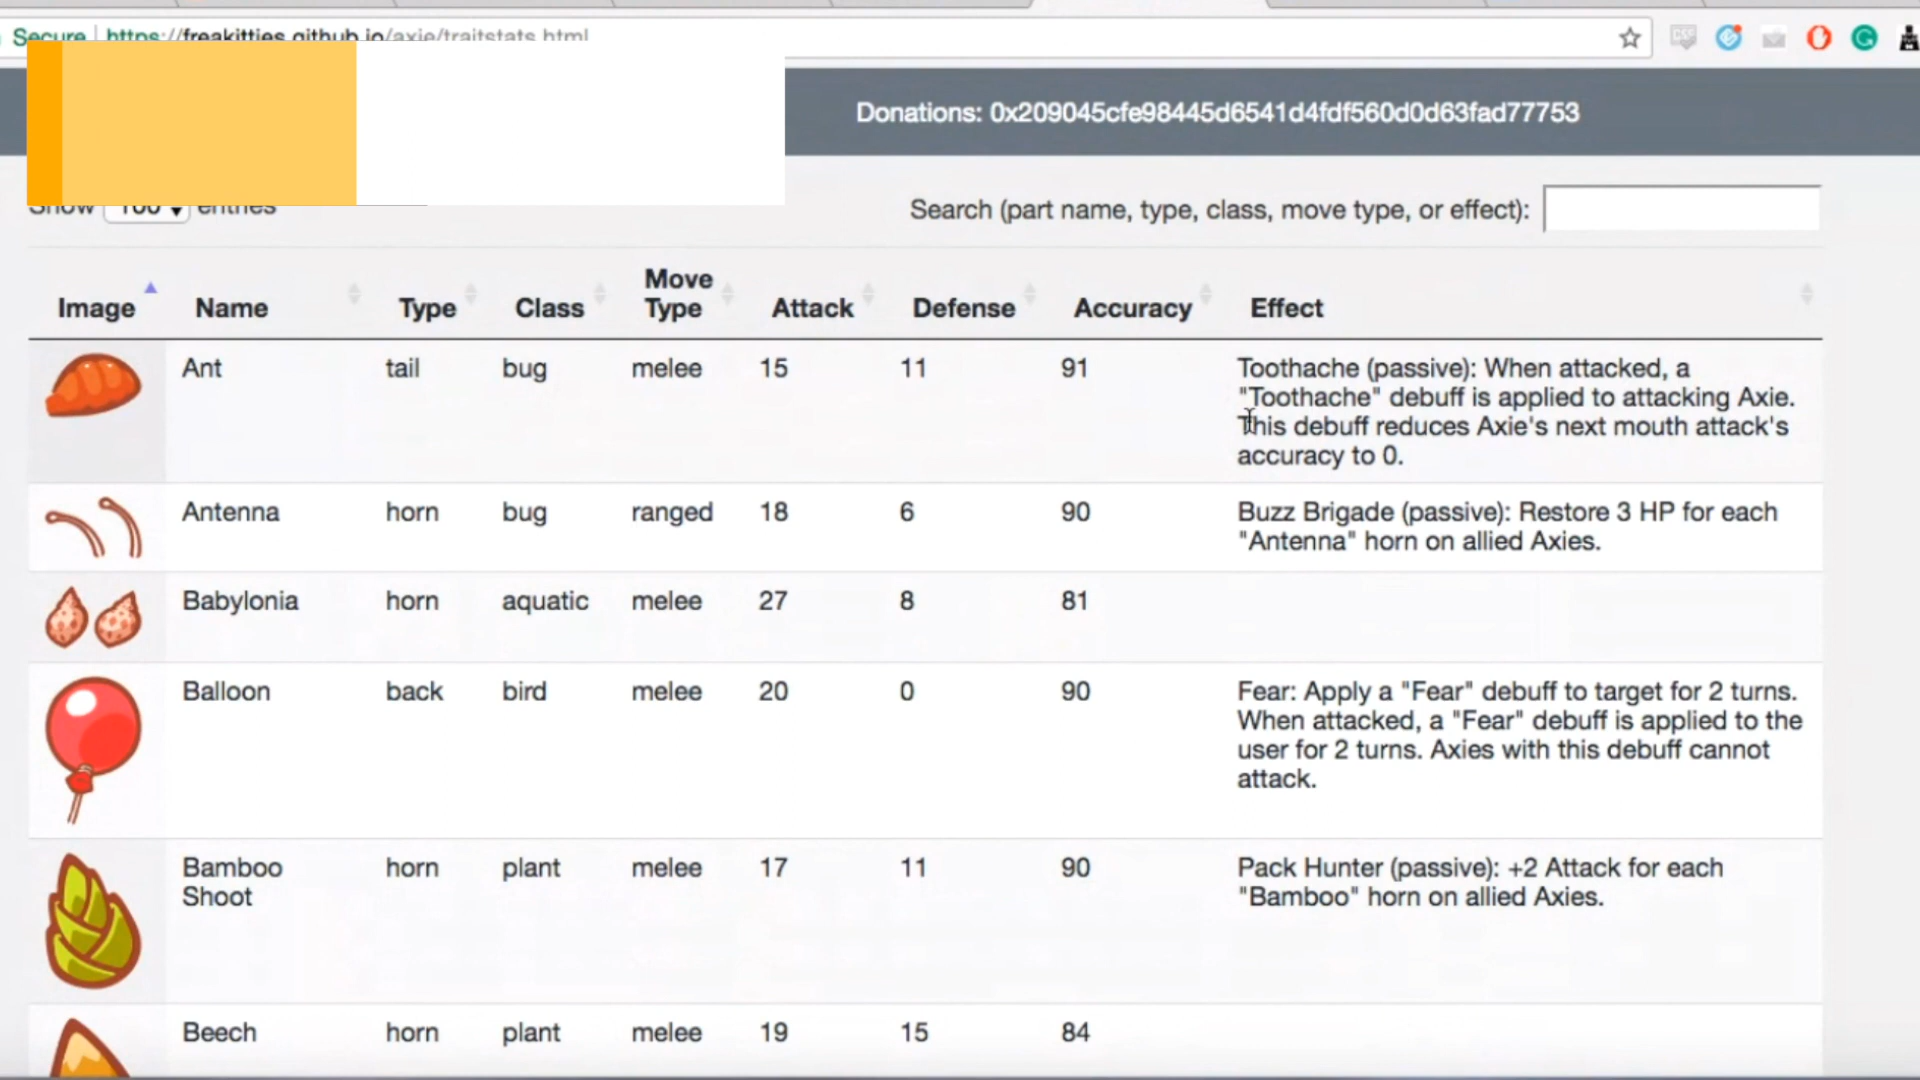 Secure https://freakitties.github.io/axie/traitstats.html
Donations: 0x209045cfe98445d6541d4fdf560d0d63fad77753
Show 100 entries
Search (part name, type, class, move type, or effect):
Image Name Type Class Move Type Attack Defense Accuracy Effect
Ant tail bug melee 15 11 91 Toothache (passive): When attacked, a
"Toothache" debuff is applied to attacking Axie.
This debuff reduces Axie's next mouth attack's
accuracy to 0.
Antenna horn bug ranged 18 6 90 Buzz Brigade (passive): Restore 3 HP for each
"Antenna" horn on allied Axies.
Babylonia horn aquatic melee 27 8 81
Balloon back bird melee 20 0 90 Fear: Apply a "Fear" debuff to target for 2 turns.
When attacked, a "Fear" debuff is applied to the
user for 2 turns. Axies with this debuff cannot
attack.
Bamboo horn plant melee 17 11 90 Pack Hunter (passive): +2 Attack for each
Shoot "Bamboo" horn on allied Axies.
Beech horn plant melee 19 15 84